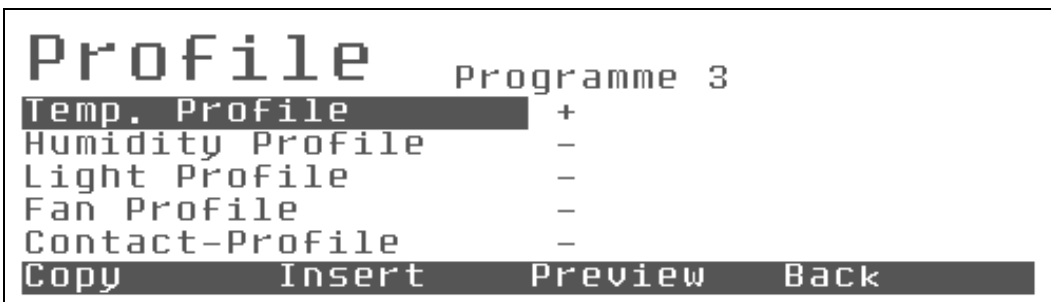 Profile Programme 3
Temp. Profile +
Humidity Profile -
Light Profile -
Fan Profile -
Contact-Profile -
Copy Insert Preview Back